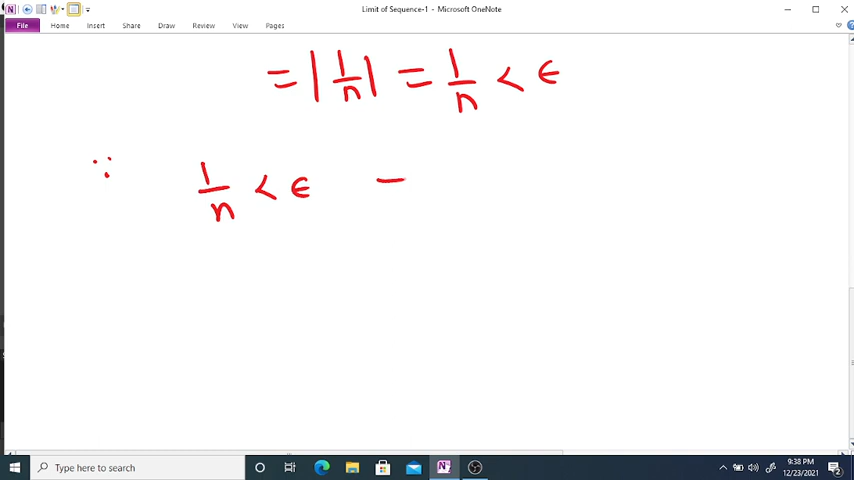 Limit of Sequence-1 - Microsoft OneNote
File Home Insert Share Draw Review View Pages
= |1/n| = 1/n < ϵ
∵ 1/n < ϵ —
Type here to search
9:38 PM
12/23/2021
2